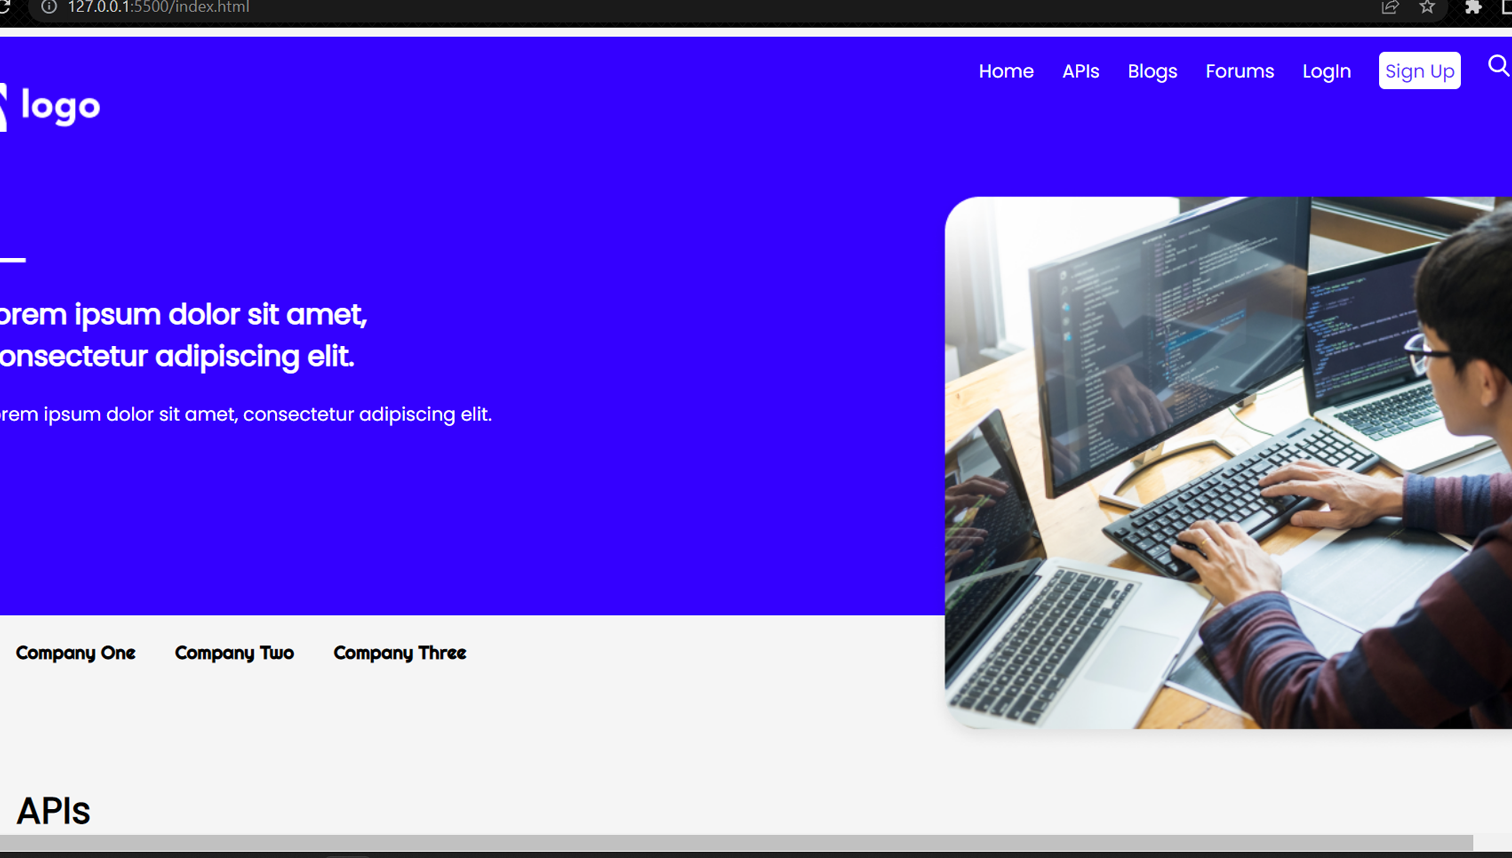 127.0.0.1:5500/index.html
Home APIs Blogs Forums LogIn Sign Up
logo
orem ipsum dolor sit amet,
onsectetur adipiscing elit.
orem ipsum dolor sit amet, consectetur adipiscing elit.
Company One Company Two Company Three
APIs